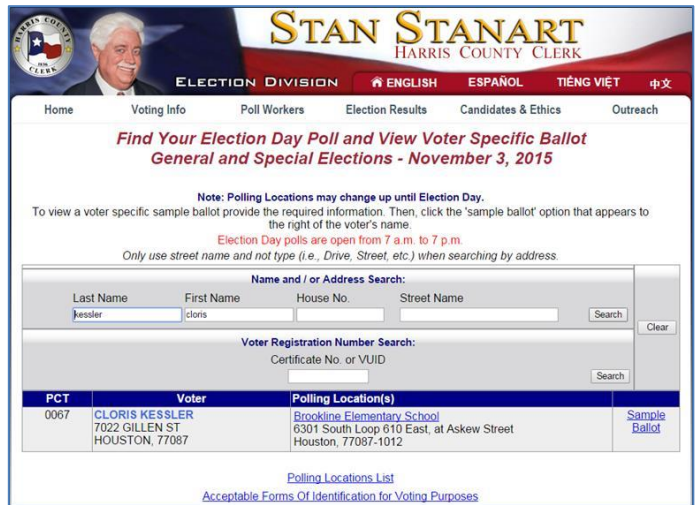 HARRIS COUNTY
CLERK
STAN STANART
HARRIS COUNTY CLERK
ELECTION DIVISION
ENGLISH ESPAÑOL TIẾNG VIỆT 中文
Home Voting Info Poll Workers Election Results Candidates & Ethics Outreach
Find Your Election Day Poll and View Voter Specific Ballot
General and Special Elections - November 3, 2015
Note: Polling Locations may change up until Election Day.
To view a voter specific sample ballot provide the required information. Then, click the 'sample ballot' option that appears to
the right of the voter's name.
Election Day polls are open from 7 a.m. to 7 p.m.
Only use street name and not type (i.e., Drive, Street, etc.) when searching by address.
Name and / or Address Search:
Last Name First Name House No. Street Name
kessler cloris Search
Clear
Voter Registration Number Search:
Certificate No. or VUID
Search
PCT Voter Polling Location(s)
0067 CLORIS KESSLER Brookline Elementary School Sample
7022 GILLEN ST 6301 South Loop 610 East, at Askew Street Ballot
HOUSTON, 77087 Houston, 77087-1012
Polling Locations List
Acceptable Forms Of Identification for Voting Purposes